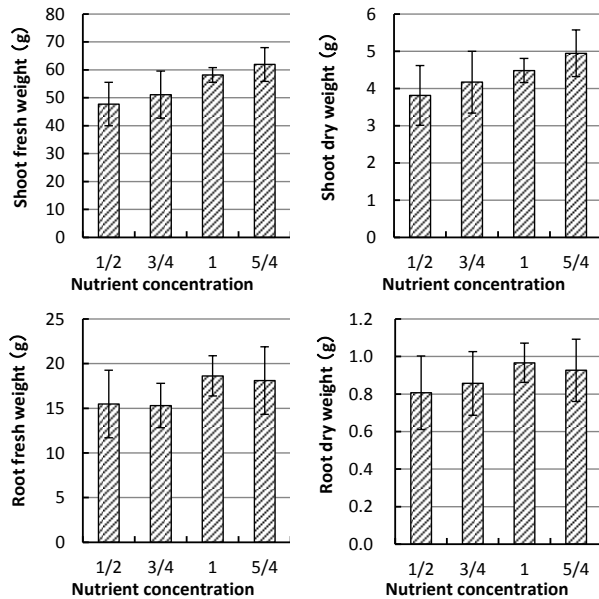 Shoot fresh weight (g)
80
70
60
50
40
30
20
10
0
1/2 3/4 1 5/4
Nutrient concentration
Shoot dry weight (g)
6
5
4
3
2
1
0
1/2 3/4 1 5/4
Nutrient concentration
Root fresh weight (g)
25
20
15
10
5
0
1/2 3/4 1 5/4
Nutrient concentration
Root dry weight (g)
1.2
1.0
0.8
0.6
0.4
0.2
0.0
1/2 3/4 1 5/4
Nutrient concentration